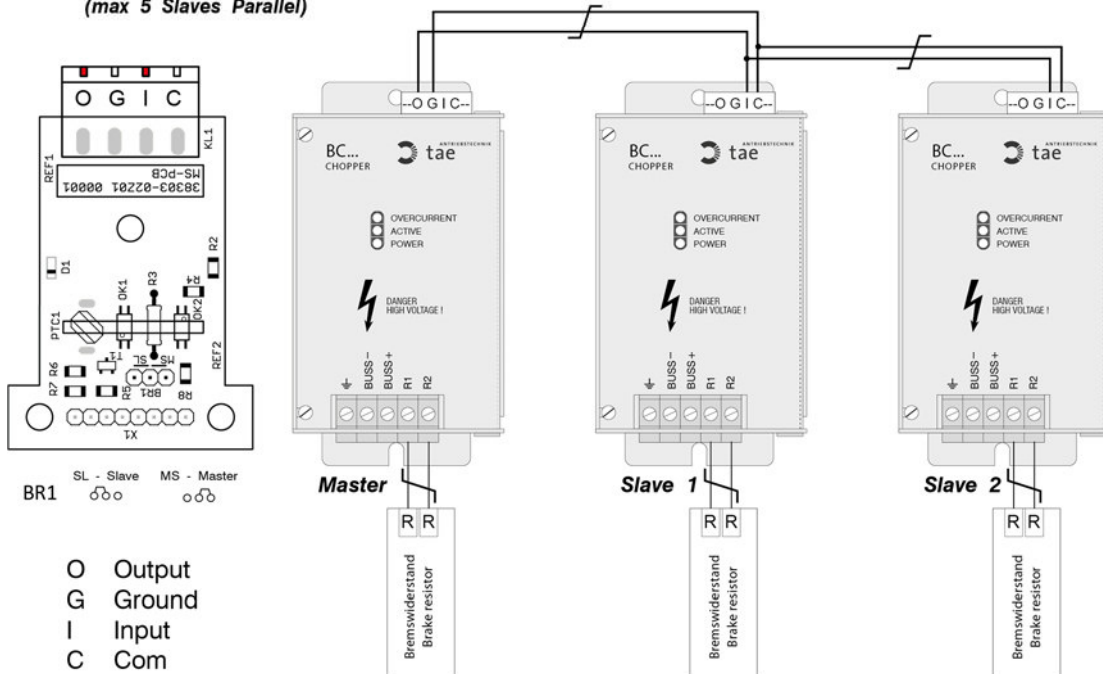 (max 5 Slaves Parallel)
O G I C
KL1
REF1
38303-02201 00001
MS-PCB
D1
R2
R4
OK1
R3
OK2
PTC1
T1
SL
MS
REF2
R6
R7
R5
BR1
R8
X1
BR1
SL - Slave
MS - Master
O Output
G Ground
I Input
C Com
--O G I C--
BC...
CHOPPER
ANTRIEBSTECHNIK
tae
OVERCURRENT
ACTIVE
POWER
DANGER
HIGH VOLTAGE !
BUSS-
BUSS+
R1
R2
Master
R R
Bremswiderstand
Brake resistor
--O G I C--
BC...
CHOPPER
ANTRIEBSTECHNIK
tae
OVERCURRENT
ACTIVE
POWER
DANGER
HIGH VOLTAGE !
BUSS-
BUSS+
R1
R2
Slave 1
R R
Bremswiderstand
Brake resistor
--O G I C--
BC...
CHOPPER
ANTRIEBSTECHNIK
tae
OVERCURRENT
ACTIVE
POWER
DANGER
HIGH VOLTAGE !
BUSS-
BUSS+
R1
R2
Slave 2
R R
Bremswiderstand
Brake resistor